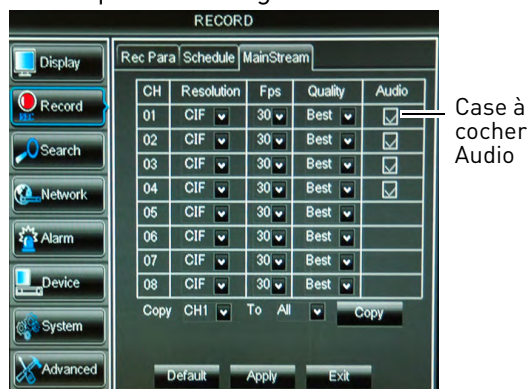 RECORD
Display
Record
REC
Search
Network
Alarm
Device
System
Advanced
Rec Para Schedule MainStream
CH Resolution Fps Quality Audio
01 CIF 30 Best
02 CIF 30 Best
03 CIF 30 Best
04 CIF 30 Best
05 CIF 30 Best
06 CIF 30 Best
07 CIF 30 Best
08 CIF 30 Best
Copy CH1 To All Copy
Default Apply Exit
Case à
cocher
Audio